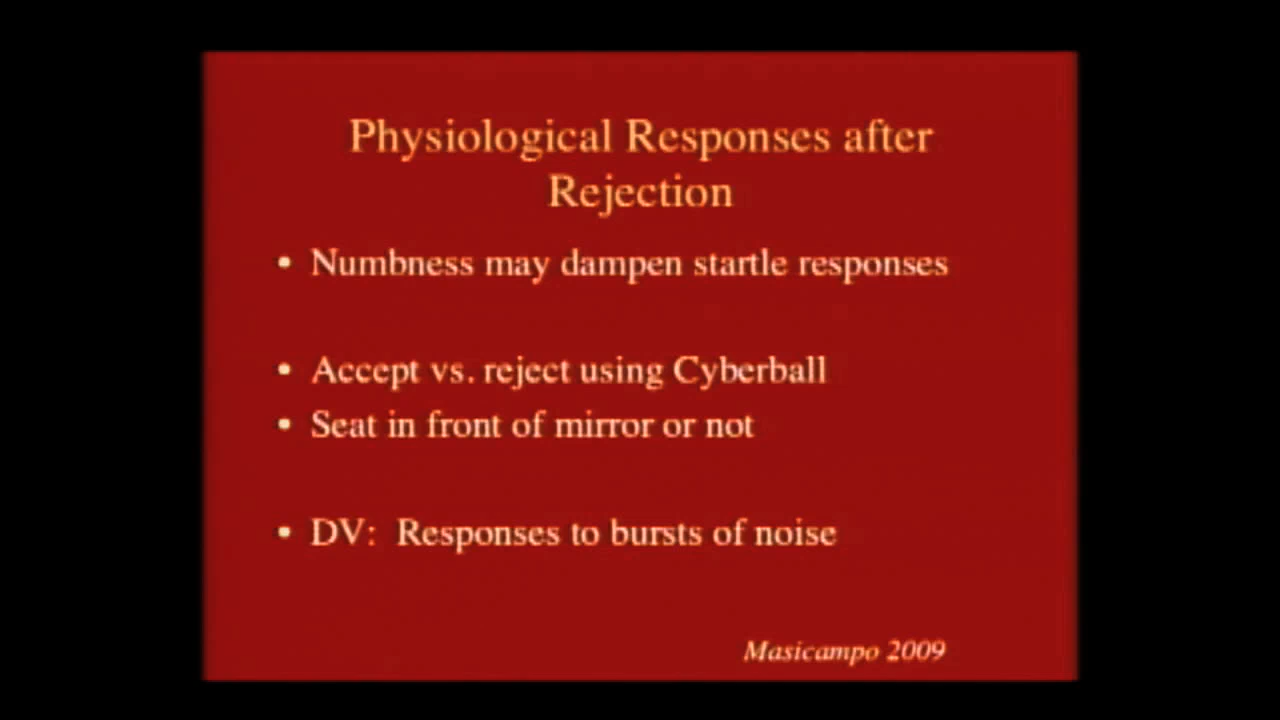 Physiological Responses after
Rejection
• Numbness may dampen startle responses
• Accept vs. reject using Cyberball
• Seat in front of mirror or not
• DV:  Responses to bursts of noise
Masicampo 2009